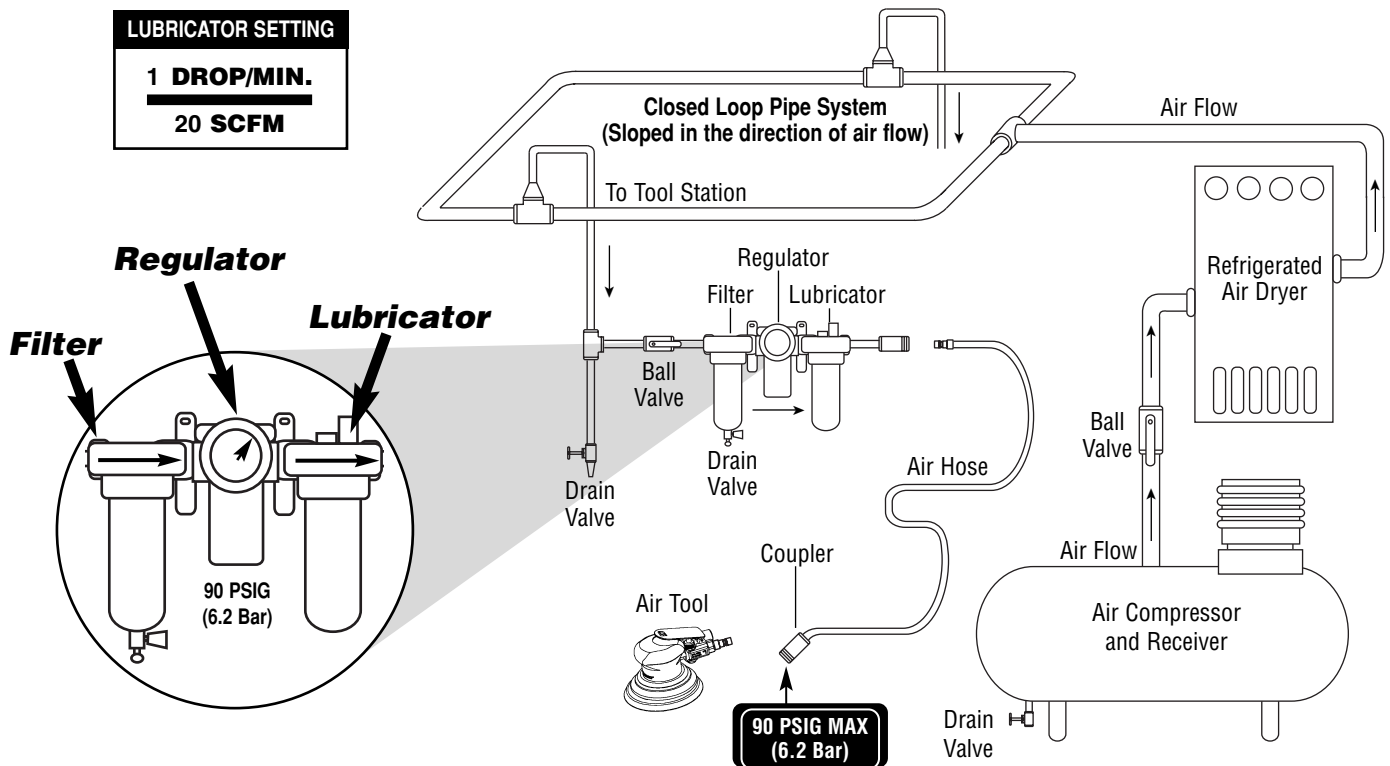 LUBRICATOR SETTING
1 DROP/MIN.
20 SCFM
Closed Loop Pipe System
(Sloped in the direction of air flow)
Air Flow
To Tool Station
Refrigerated
Air Dryer
Regulator
Filter
Lubricator
Regulator
Lubricator
Filter
Ball
Valve
Drain
Valve
Drain
Valve
90 PSIG
(6.2 Bar)
Air Hose
Ball
Valve
Air Flow
Coupler
Air Tool
Air Compressor
and Receiver
90 PSIG MAX
(6.2 Bar)
Drain
Valve